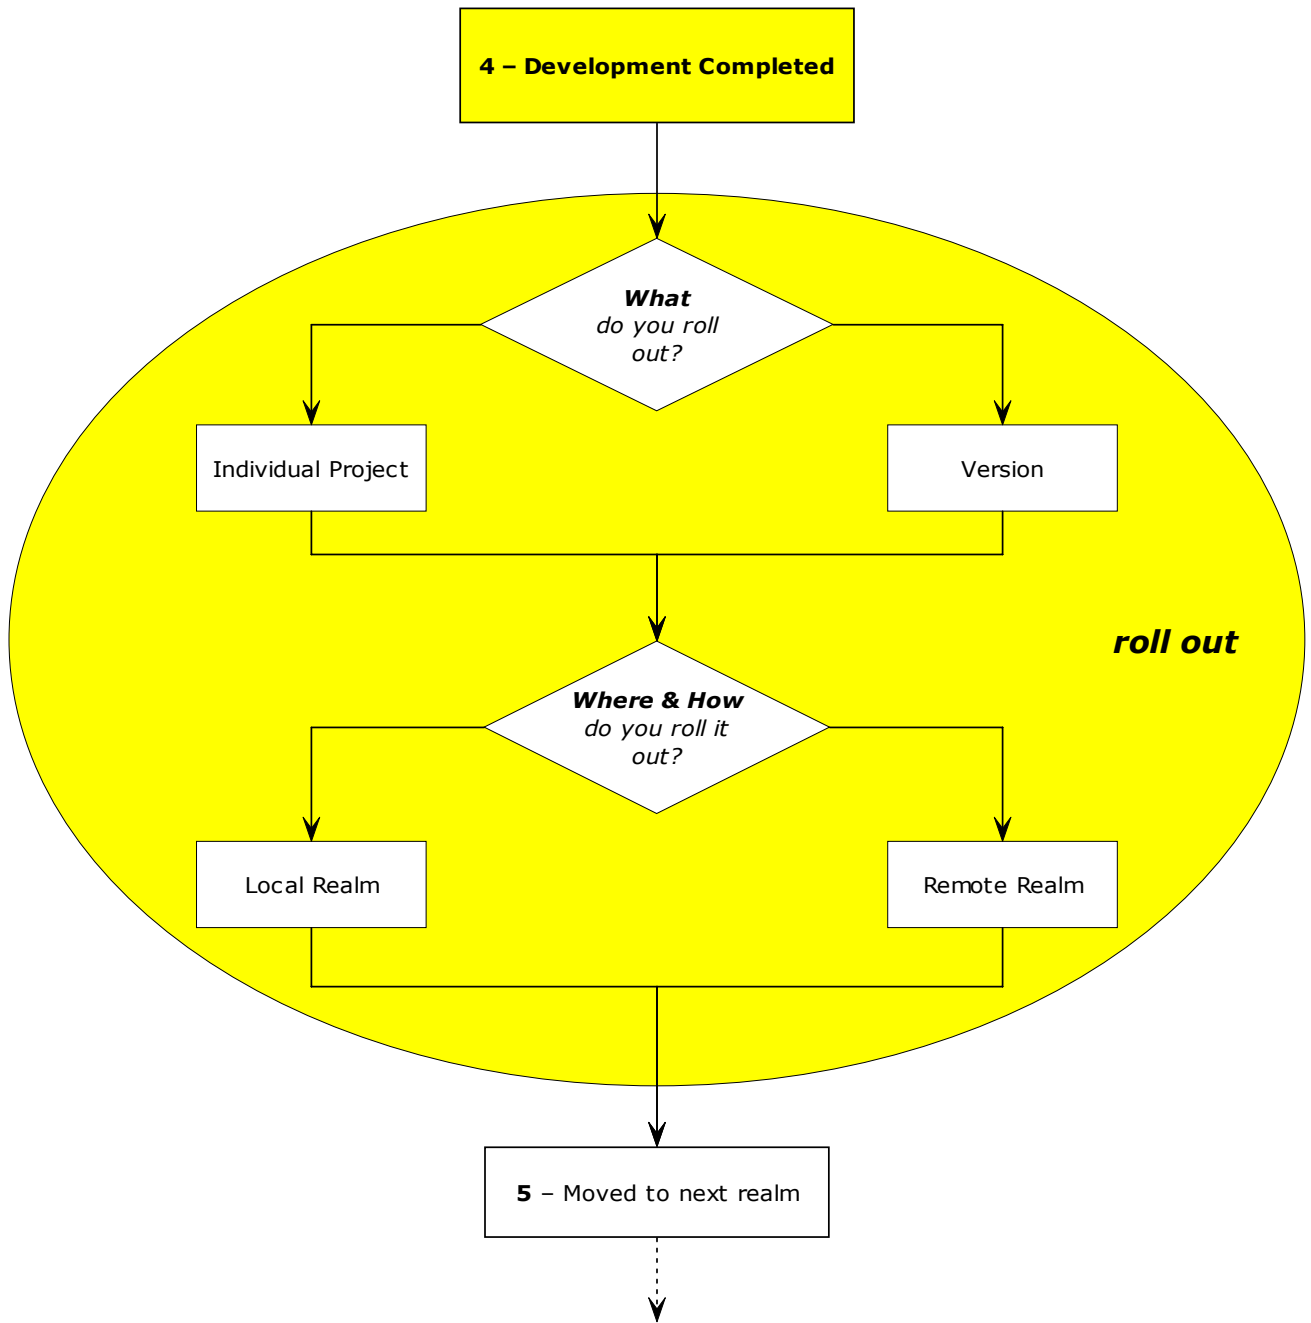 4 – Development Completed
What
do you roll
out?
Individual Project
Version
roll out
Where & How
do you roll it
out?
Local Realm
Remote Realm
5 – Moved to next realm